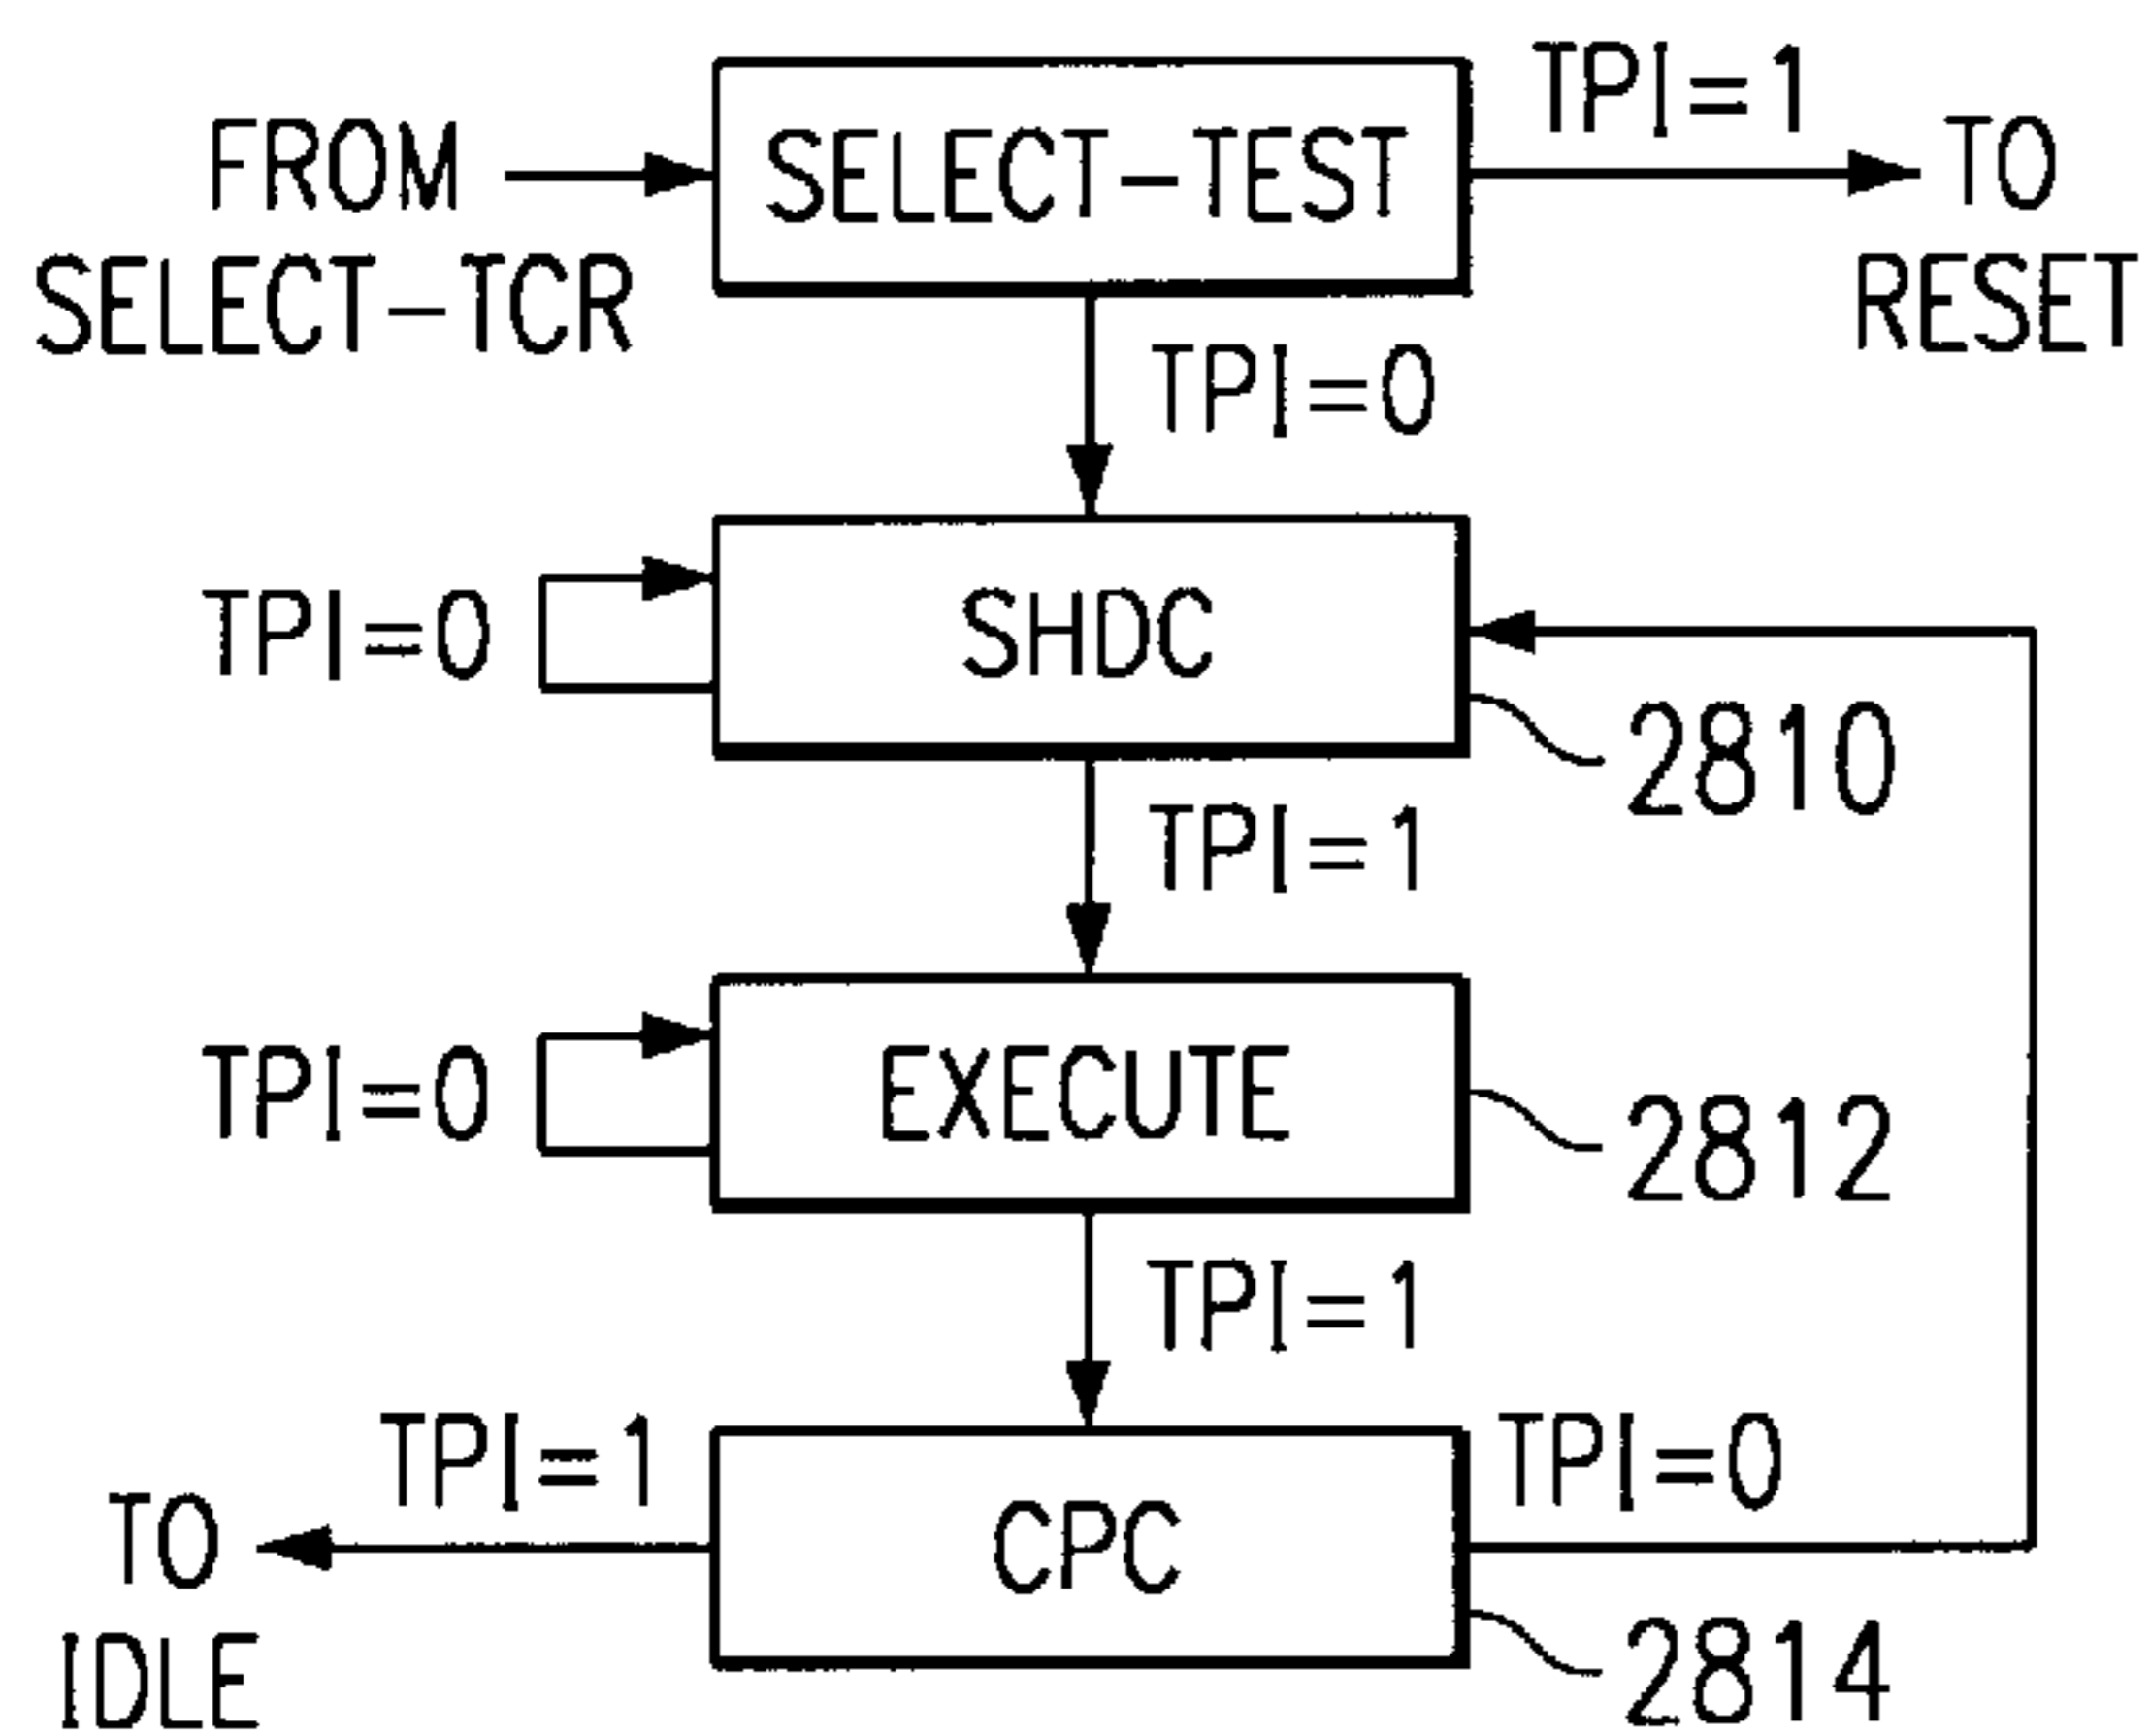 TPI=1
FROM
SELECT-TCR
SELECT-TEST
TO
RESET
TPI=0
TPI=0
SHDC
2810
TPI=1
TPI=0
EXECUTE
2812
TPI=1
TPI=1
TPI=0
TO
IDLE
CPC
2814